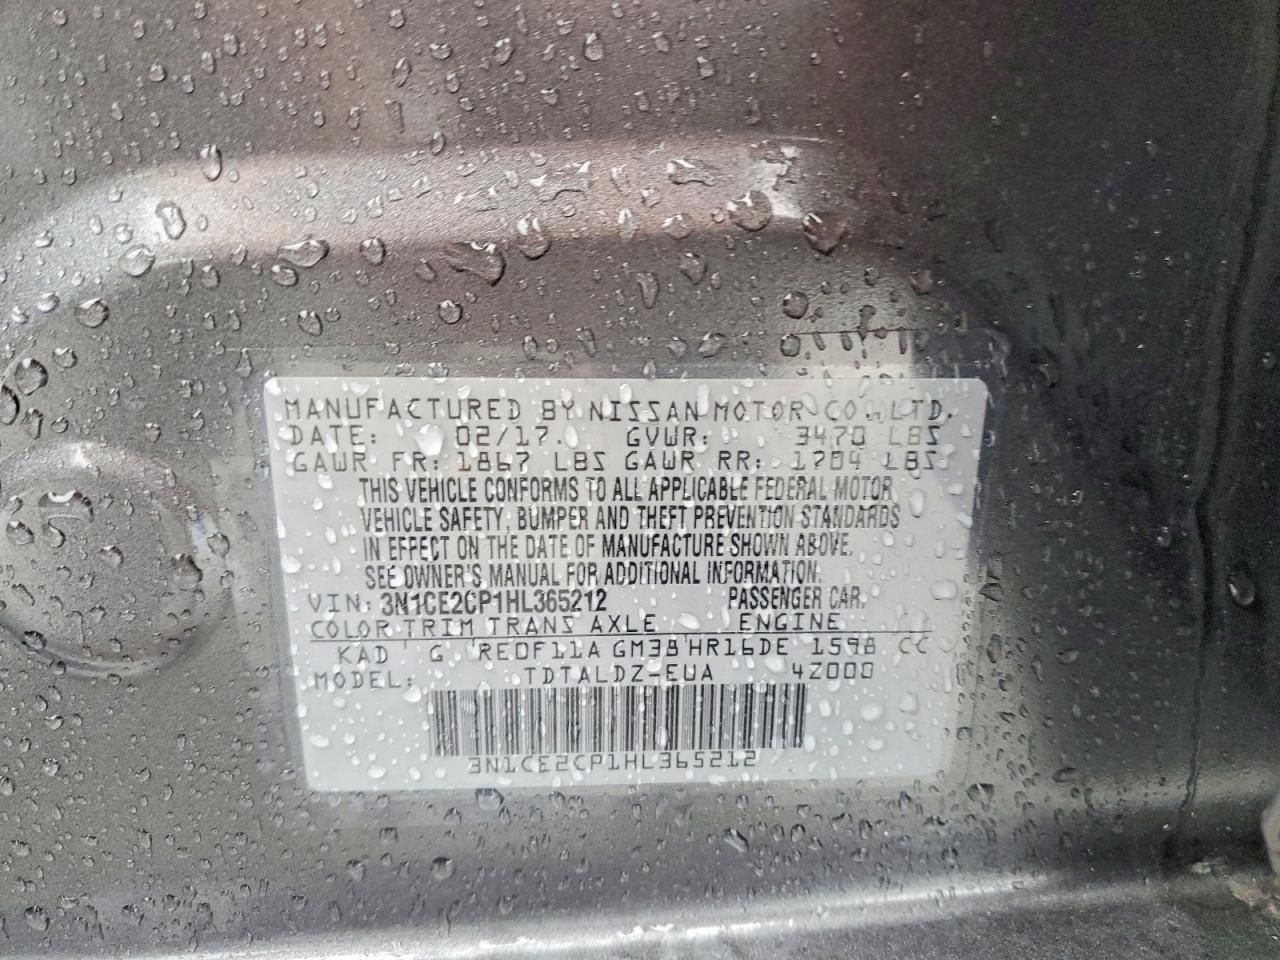 MANUFACTURED BY NISSAN MOTOR CO., LTD.
DATE: 02/17. GVWR: 3470 LBS
GAWR FR: 1867 LBS GAWR RR: 1704 LBS
THIS VEHICLE CONFORMS TO ALL APPLICABLE FEDERAL MOTOR
VEHICLE SAFETY, BUMPER AND THEFT PREVENTION STANDARDS
IN EFFECT ON THE DATE OF MANUFACTURE SHOWN ABOVE.
SEE OWNER'S MANUAL FOR ADDITIONAL INFORMATION.
VIN: 3N1CE2CP1HL365212 PASSENGER CAR.
COLOR TRIM TRANS AXLE ENGINE
KAD G RE0F11A GM38 HR16DE 1598 CC
MODEL: TDTALDZ-EUA 4Z000
3N1CE2CP1HL365212